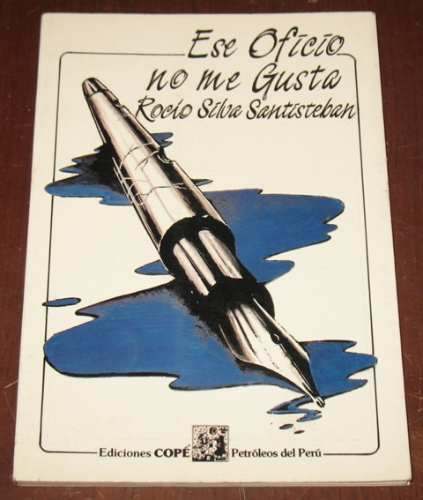 Ese Oficio
no me Gusta
Rocío Silva Santisteban
Ediciones COPÉ Petróleos del Perú